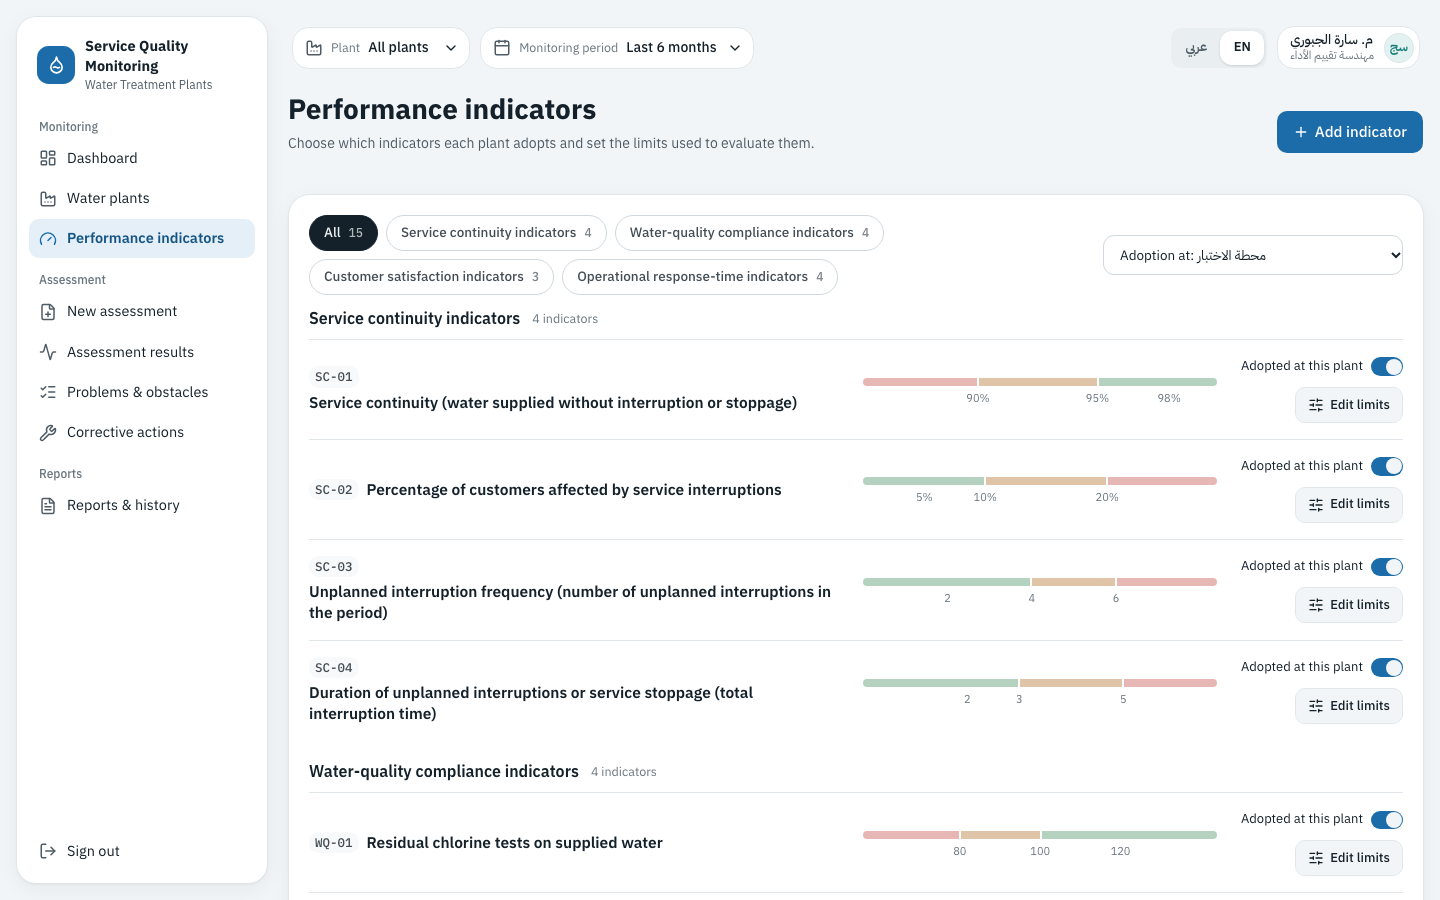 Service Quality
Monitoring
Water Treatment Plants
Monitoring
Dashboard
Water plants
Performance indicators
Assessment
New assessment
Assessment results
Problems & obstacles
Corrective actions
Reports
Reports & history
Sign out
Plant All plants
Monitoring period Last 6 months
عربي EN
م. سارة الجبوري
مهندسة تقييم الأداء
سج
Performance indicators
Choose which indicators each plant adopts and set the limits used to evaluate them.
+ Add indicator
All 15
Service continuity indicators 4
Water-quality compliance indicators 4
Customer satisfaction indicators 3
Operational response-time indicators 4
Adoption at: محطة الاختبار
Service continuity indicators 4 indicators
SC-01
Service continuity (water supplied without interruption or stoppage)
90% 95% 98%
Adopted at this plant
Edit limits
SC-02 Percentage of customers affected by service interruptions
5% 10% 20%
Adopted at this plant
Edit limits
SC-03
Unplanned interruption frequency (number of unplanned interruptions in
the period)
2 4 6
Adopted at this plant
Edit limits
SC-04
Duration of unplanned interruptions or service stoppage (total
interruption time)
2 3 5
Adopted at this plant
Edit limits
Water-quality compliance indicators 4 indicators
WQ-01 Residual chlorine tests on supplied water
80 100 120
Adopted at this plant
Edit limits